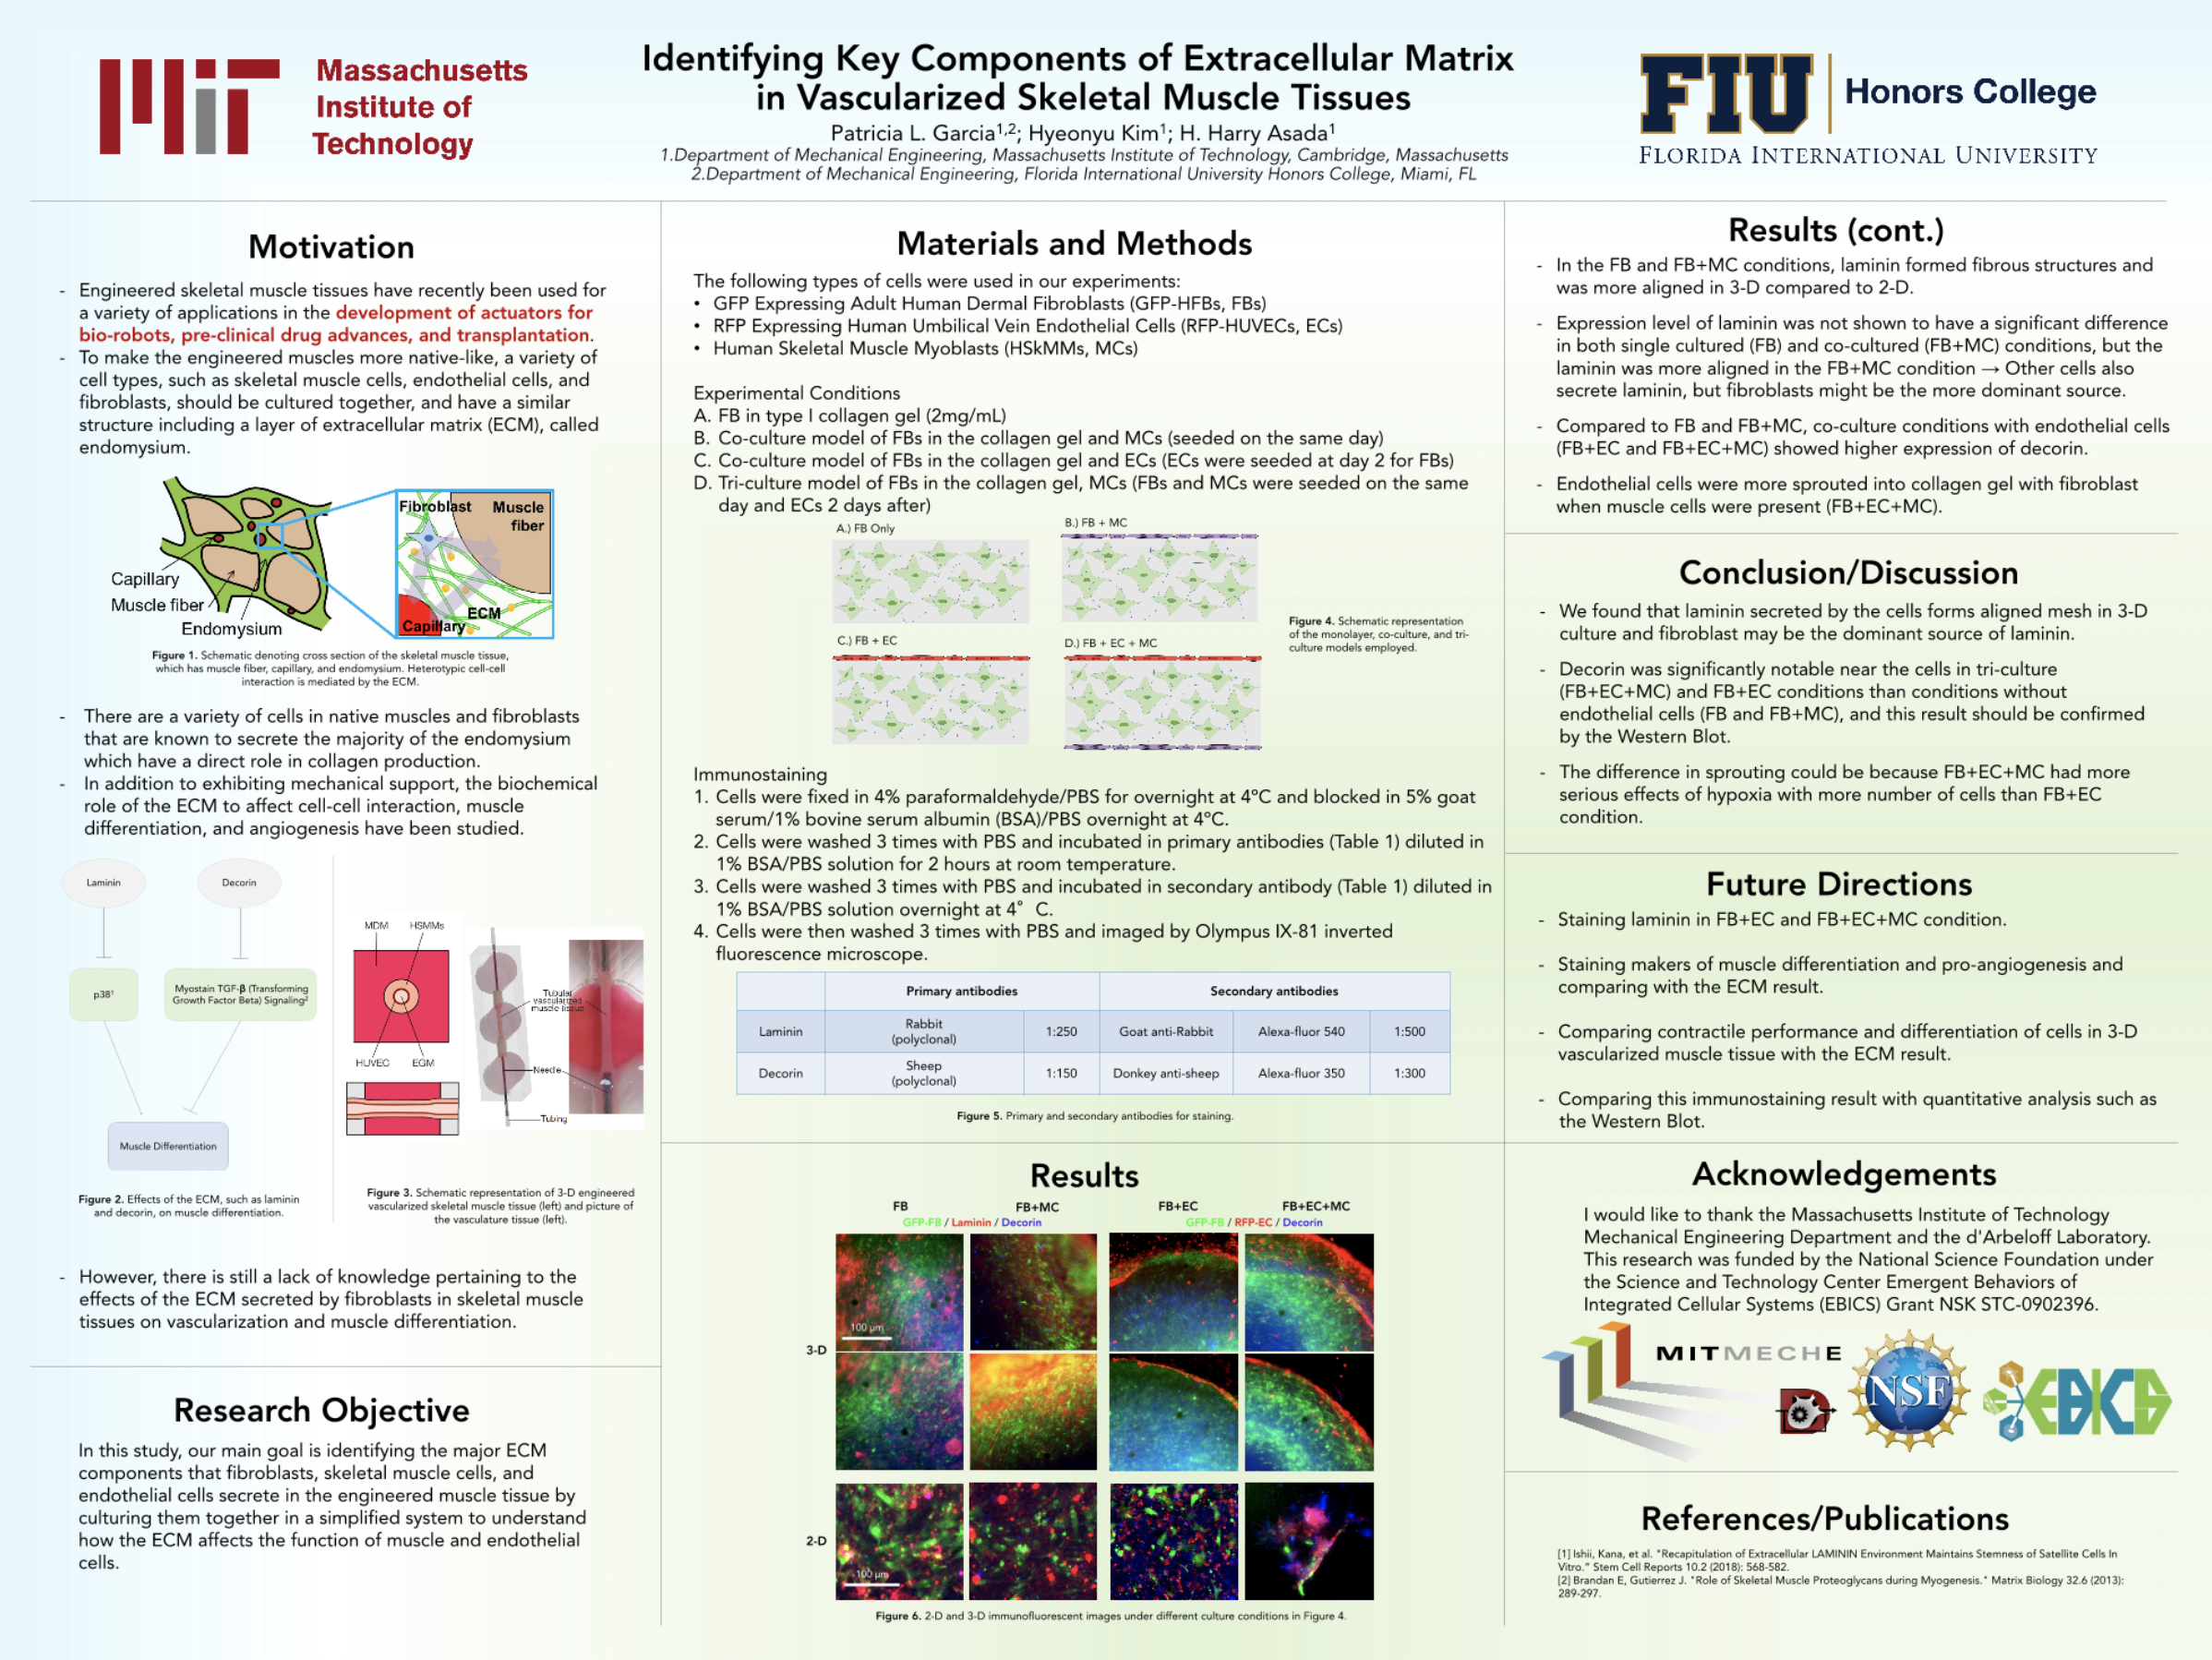 Massachusetts
Institute of
Technology
Identifying Key Components of Extracellular Matrix
in Vascularized Skeletal Muscle Tissues
Patricia L. Garcia1,2; Hyeonyu Kim1; H. Harry Asada1
1.Department of Mechanical Engineering, Massachusetts Institute of Technology, Cambridge, Massachusetts
2.Department of Mechanical Engineering, Florida International University Honors College, Miami, FL
FIU Honors College
FLORIDA INTERNATIONAL UNIVERSITY
Motivation
- Engineered skeletal muscle tissues have recently been used for
a variety of applications in the development of actuators for
bio-robots, pre-clinical drug advances, and transplantation.
- To make the engineered muscles more native-like, a variety of
cell types, such as skeletal muscle cells, endothelial cells, and
fibroblasts, should be cultured together, and have a similar
structure including a layer of extracellular matrix (ECM), called
endomysium.
Fibroblast
Muscle
fiber
Capillary
Muscle fiber
Endomysium
ECM
Capillary
Figure 1. Schematic denoting cross section of the skeletal muscle tissue,
which has muscle fiber, capillary, and endomysium. Heterotypic cell-cell
interaction is mediated by the ECM.
- There are a variety of cells in native muscles and fibroblasts
that are known to secrete the majority of the endomysium
which have a direct role in collagen production.
- In addition to exhibiting mechanical support, the biochemical
role of the ECM to affect cell-cell interaction, muscle
differentiation, and angiogenesis have been studied.
Laminin
Decorin
p381
Myostain TGF-β (Transforming
Growth Factor Beta) Signaling2
Muscle Differentiation
Figure 2. Effects of the ECM, such as laminin
and decorin, on muscle differentiation.
MDM HSMMs
HUVEC EGM
Tubular
vascularized
muscle tissue
Needle
Tubing
Figure 3. Schematic representation of 3-D engineered
vascularized skeletal muscle tissue (left) and picture of
the vasculature tissue (left).
- However, there is still a lack of knowledge pertaining to the
effects of the ECM secreted by fibroblasts in skeletal muscle
tissues on vascularization and muscle differentiation.
Research Objective
In this study, our main goal is identifying the major ECM
components that fibroblasts, skeletal muscle cells, and
endothelial cells secrete in the engineered muscle tissue by
culturing them together in a simplified system to understand
how the ECM affects the function of muscle and endothelial
cells.
Materials and Methods
The following types of cells were used in our experiments:
• GFP Expressing Adult Human Dermal Fibroblasts (GFP-HFBs, FBs)
• RFP Expressing Human Umbilical Vein Endothelial Cells (RFP-HUVECs, ECs)
• Human Skeletal Muscle Myoblasts (HSkMMs, MCs)
Experimental Conditions
A. FB in type I collagen gel (2mg/mL)
B. Co-culture model of FBs in the collagen gel and MCs (seeded on the same day)
C. Co-culture model of FBs in the collagen gel and ECs (ECs were seeded at day 2 for FBs)
D. Tri-culture model of FBs in the collagen gel, MCs (FBs and MCs were seeded on the same
day and ECs 2 days after)
A.) FB Only
B.) FB + MC
C.) FB + EC
D.) FB + EC + MC
Figure 4. Schematic representation
of the monolayer, co-culture, and tri-
culture models employed.
Immunostaining
1. Cells were fixed in 4% paraformaldehyde/PBS for overnight at 4ºC and blocked in 5% goat
serum/1% bovine serum albumin (BSA)/PBS overnight at 4ºC.
2. Cells were washed 3 times with PBS and incubated in primary antibodies (Table 1) diluted in
1% BSA/PBS solution for 2 hours at room temperature.
3. Cells were washed 3 times with PBS and incubated in secondary antibody (Table 1) diluted in
1% BSA/PBS solution overnight at 4° C.
4. Cells were then washed 3 times with PBS and imaged by Olympus IX-81 inverted
fluorescence microscope.
Primary antibodies Secondary antibodies
Laminin Rabbit (polyclonal) 1:250 Goat anti-Rabbit Alexa-fluor 540 1:500
Decorin Sheep (polyclonal) 1:150 Donkey anti-sheep Alexa-fluor 350 1:300
Figure 5. Primary and secondary antibodies for staining.
Results
FB FB+MC FB+EC FB+EC+MC
GFP-FB / Laminin / Decorin GFP-FB / RFP-EC / Decorin
100 µm
3-D
2-D
100 µm
Figure 6. 2-D and 3-D immunofluorescent images under different culture conditions in Figure 4.
Results (cont.)
- In the FB and FB+MC conditions, laminin formed fibrous structures and
was more aligned in 3-D compared to 2-D.
- Expression level of laminin was not shown to have a significant difference
in both single cultured (FB) and co-cultured (FB+MC) conditions, but the
laminin was more aligned in the FB+MC condition → Other cells also
secrete laminin, but fibroblasts might be the more dominant source.
- Compared to FB and FB+MC, co-culture conditions with endothelial cells
(FB+EC and FB+EC+MC) showed higher expression of decorin.
- Endothelial cells were more sprouted into collagen gel with fibroblast
when muscle cells were present (FB+EC+MC).
Conclusion/Discussion
- We found that laminin secreted by the cells forms aligned mesh in 3-D
culture and fibroblast may be the dominant source of laminin.
- Decorin was significantly notable near the cells in tri-culture
(FB+EC+MC) and FB+EC conditions than conditions without
endothelial cells (FB and FB+MC), and this result should be confirmed
by the Western Blot.
- The difference in sprouting could be because FB+EC+MC had more
serious effects of hypoxia with more number of cells than FB+EC
condition.
Future Directions
- Staining laminin in FB+EC and FB+EC+MC condition.
- Staining makers of muscle differentiation and pro-angiogenesis and
comparing with the ECM result.
- Comparing contractile performance and differentiation of cells in 3-D
vascularized muscle tissue with the ECM result.
- Comparing this immunostaining result with quantitative analysis such as
the Western Blot.
Acknowledgements
I would like to thank the Massachusetts Institute of Technology
Mechanical Engineering Department and the d'Arbeloff Laboratory.
This research was funded by the National Science Foundation under
the Science and Technology Center Emergent Behaviors of
Integrated Cellular Systems (EBICS) Grant NSK STC-0902396.
MITMECHE
NSF
EBICS
References/Publications
[1] Ishii, Kana, et al. "Recapitulation of Extracellular LAMININ Environment Maintains Stemness of Satellite Cells In
Vitro." Stem Cell Reports 10.2 (2018): 568-582.
[2] Brandan E, Gutierrez J. "Role of Skeletal Muscle Proteoglycans during Myogenesis." Matrix Biology 32.6 (2013):
289-297.